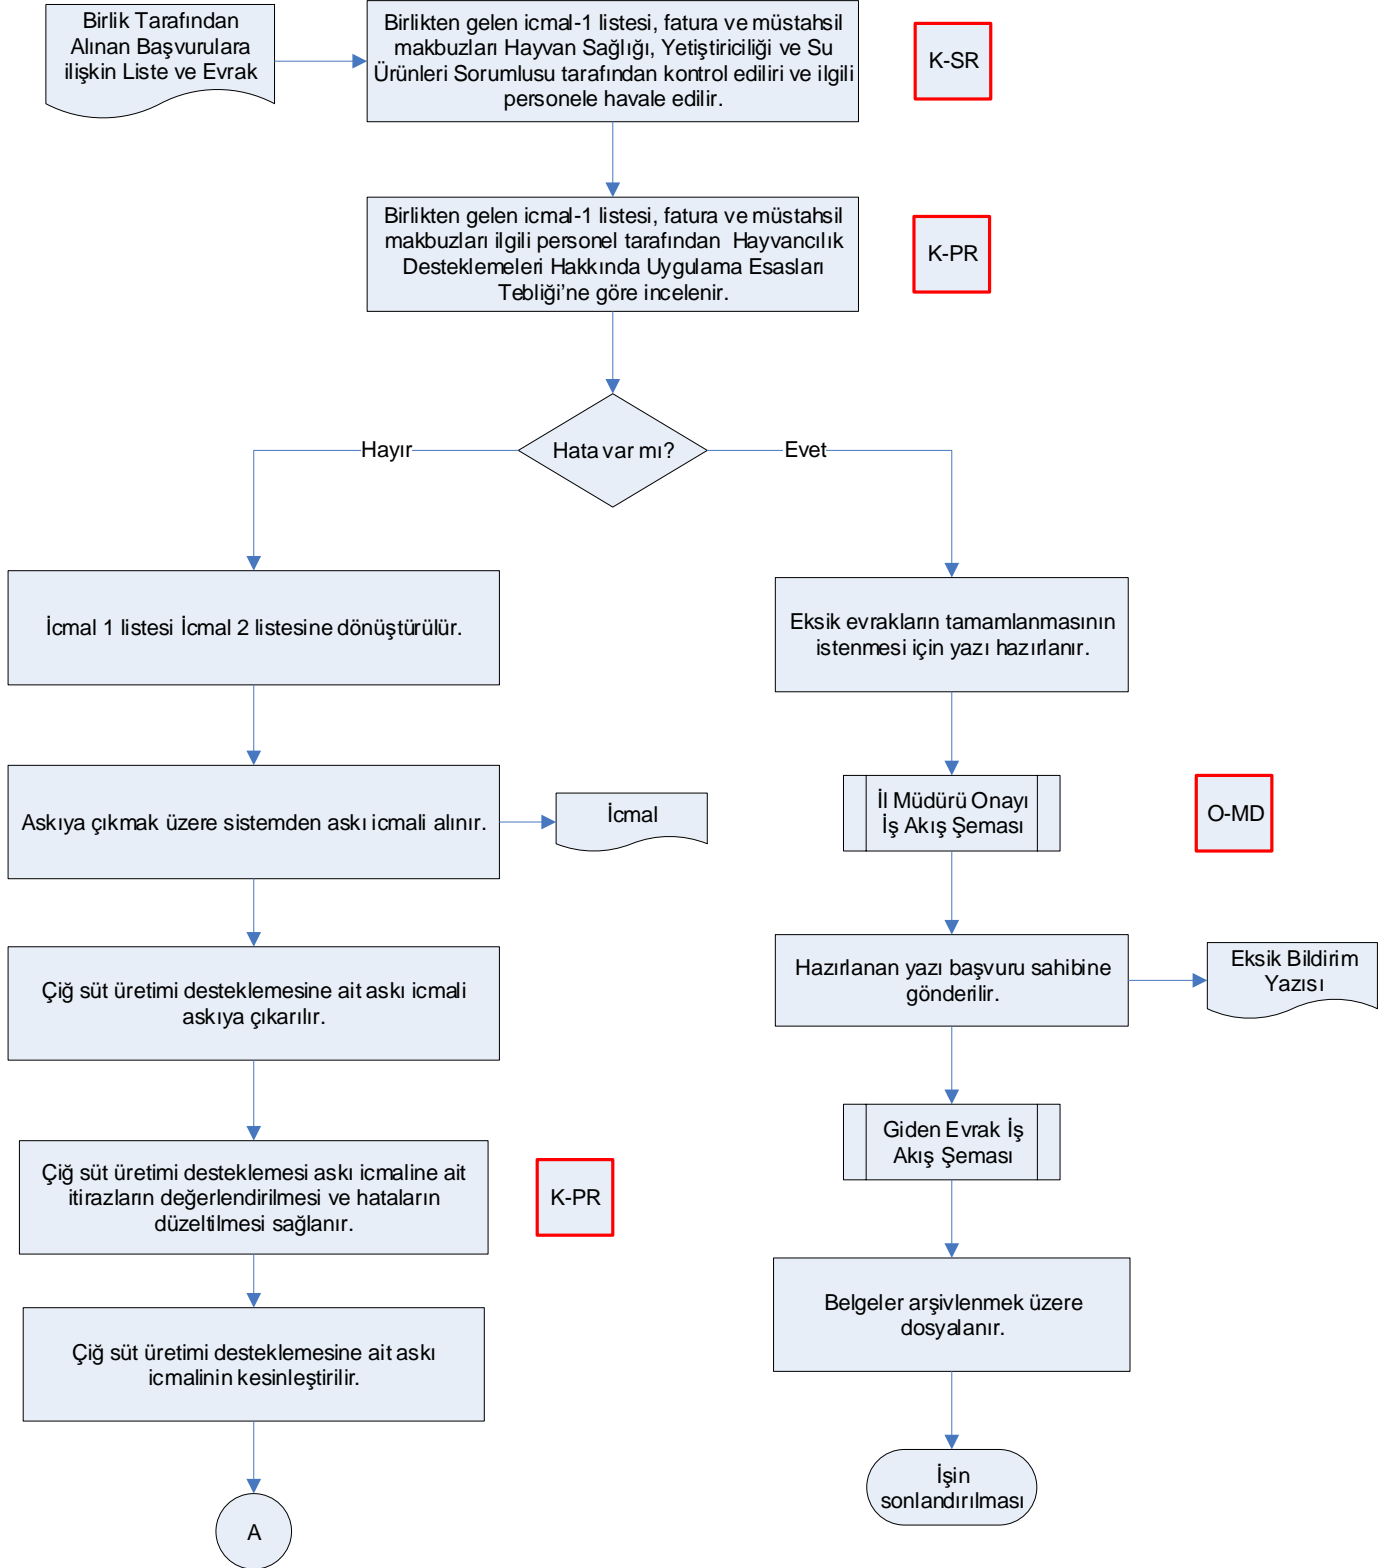 Birlik Tarafından
Alınan Başvurulara
ilişkin Liste ve Evrak
Birlikten gelen icmal-1 listesi, fatura ve müstahsil
makbuzları Hayvan Sağlığı, Yetiştiriciliği ve Su
Ürünleri Sorumlusu tarafından kontrol ediliri ve ilgili
personele havale edilir.
K-SR
Birlikten gelen icmal-1 listesi, fatura ve müstahsil
makbuzları ilgili personel tarafından Hayvancılık
Desteklemeleri Hakkında Uygulama Esasları
Tebliği’ne göre incelenir.
K-PR
Hata var mı?
Hayır
Evet
İcmal 1 listesi İcmal 2 listesine dönüştürülür.
Eksik evrakların tamamlanmasının
istenmesi için yazı hazırlanır.
Askıya çıkmak üzere sistemden askı icmali alınır.
İcmal
İl Müdürü Onayı
İş Akış Şeması
O-MD
Çiğ süt üretimi desteklemesine ait askı icmali
askıya çıkarılır.
Hazırlanan yazı başvuru sahibine
gönderilir.
Eksik Bildirim
Yazısı
Çiğ süt üretimi desteklemesi askı icmaline ait
itirazların değerlendirilmesi ve hataların
düzeltilmesi sağlanır.
K-PR
Giden Evrak İş
Akış Şeması
Çiğ süt üretimi desteklemesine ait askı
icmalinin kesinleştirilir.
Belgeler arşivlenmek üzere
dosyalanır.
A
İşin
sonlandırılması